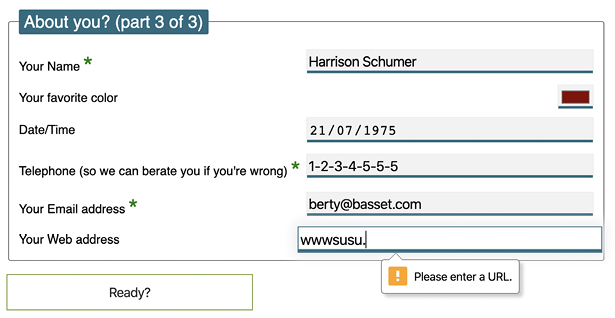 About you? (part 3 of 3)
Your Name * Harrison Schumer
Your favorite color
Date/Time 21/07/1975
Telephone (so we can berate you if you're wrong) * 1-2-3-4-5-5-5
Your Email address * berty@basset.com
Your Web address wwwsusu.
! Please enter a URL.
Ready?